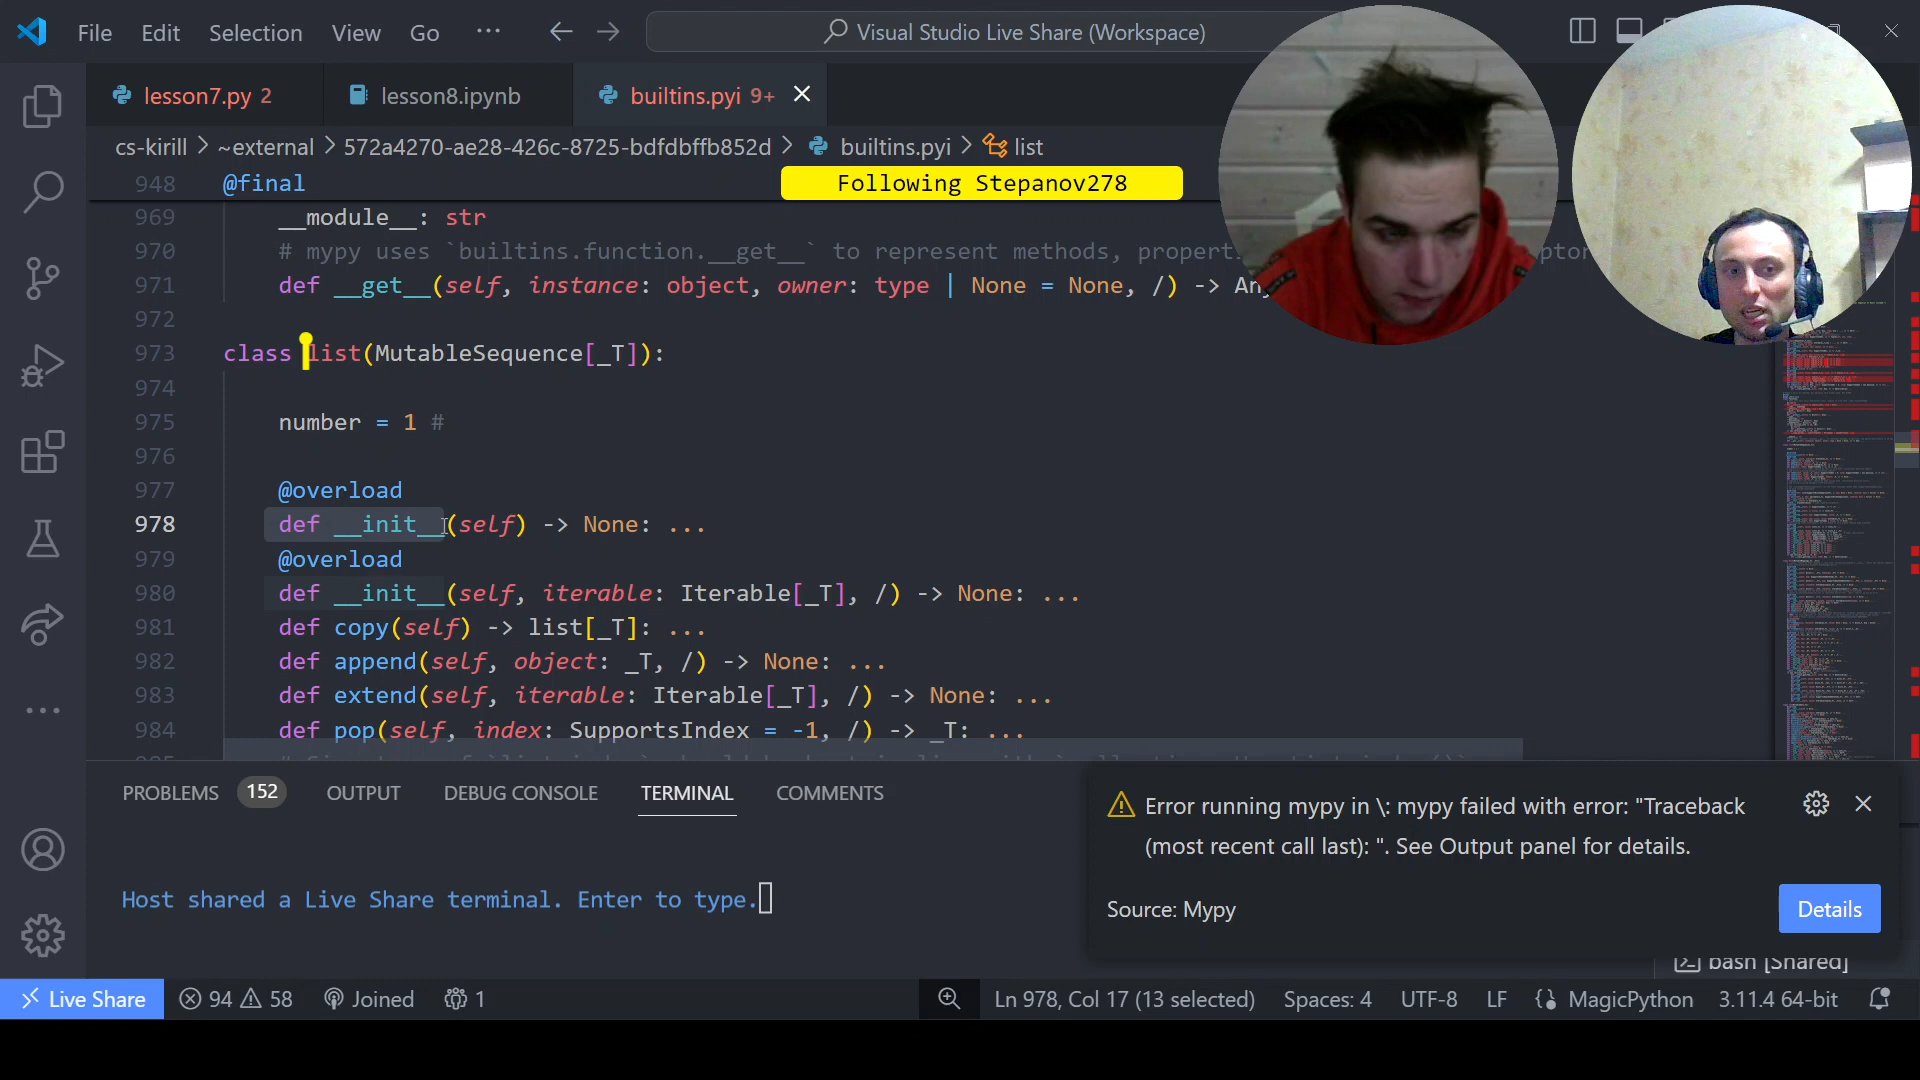 File Edit Selection View Go ··· Visual Studio Live Share (Workspace)
lesson7.py 2 lesson8.ipynb builtins.pyi 9+
cs-kirill > ~external > 572a4270-ae28-426c-8725-bdfdbffb852d > builtins.pyi > list
948 @final
Following Stepanov278
969 __module__: str
970 # mypy uses `builtins.function.__get__` to represent methods,
971 def __get__(self, instance: object, owner: type | None = None, /) ->
972
973 class list(MutableSequence[_T]):
974
975 number = 1 #
976
977 @overload
978 def __init__(self) -> None: ...
979 @overload
980 def __init__(self, iterable: Iterable[_T], /) -> None: ...
981 def copy(self) -> list[_T]: ...
982 def append(self, object: _T, /) -> None: ...
983 def extend(self, iterable: Iterable[_T], /) -> None: ...
984 def pop(self, index: SupportsIndex = -1, /) -> _T: ...
PROBLEMS 152 OUTPUT DEBUG CONSOLE TERMINAL COMMENTS
Host shared a Live Share terminal. Enter to type.
Error running mypy in \: mypy failed with error: "Traceback
(most recent call last): ". See Output panel for details.
Source: Mypy
Details
bash [Shared]
Live Share 94 58 Joined 1 Ln 978, Col 17 (13 selected) Spaces: 4 UTF-8 LF MagicPython 3.11.4 64-bit